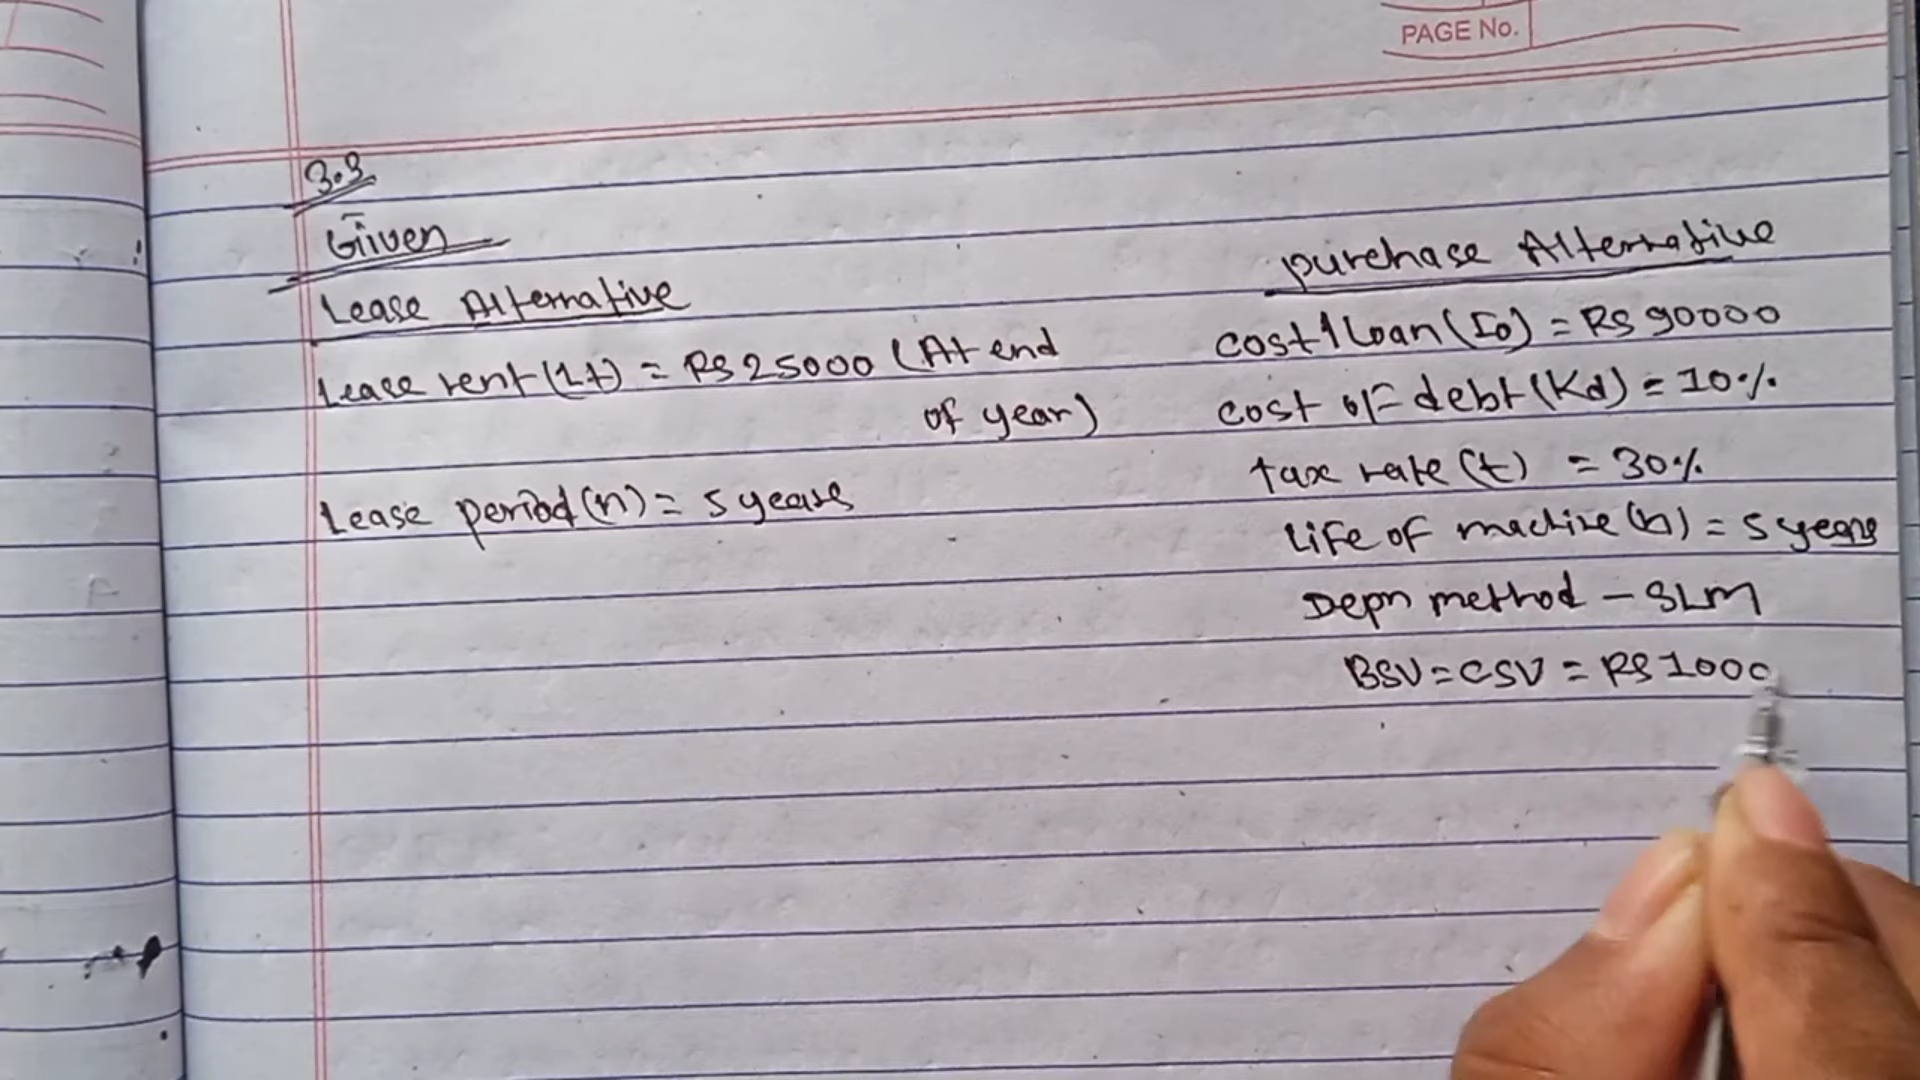 PAGE No.
3.3
Given
Lease Alternative
Lease rent (Lt) = RS 25000 (At end
of year)
Lease period (n) = 5 years
purchase Alternative
cost/Loan (I0) = RS 90000
cost of debt (Kd) = 10%
tax rate (t) = 30%
Life of machine (n) = 5 years
Depn method - SLM
BSV = CSV = RS 1000